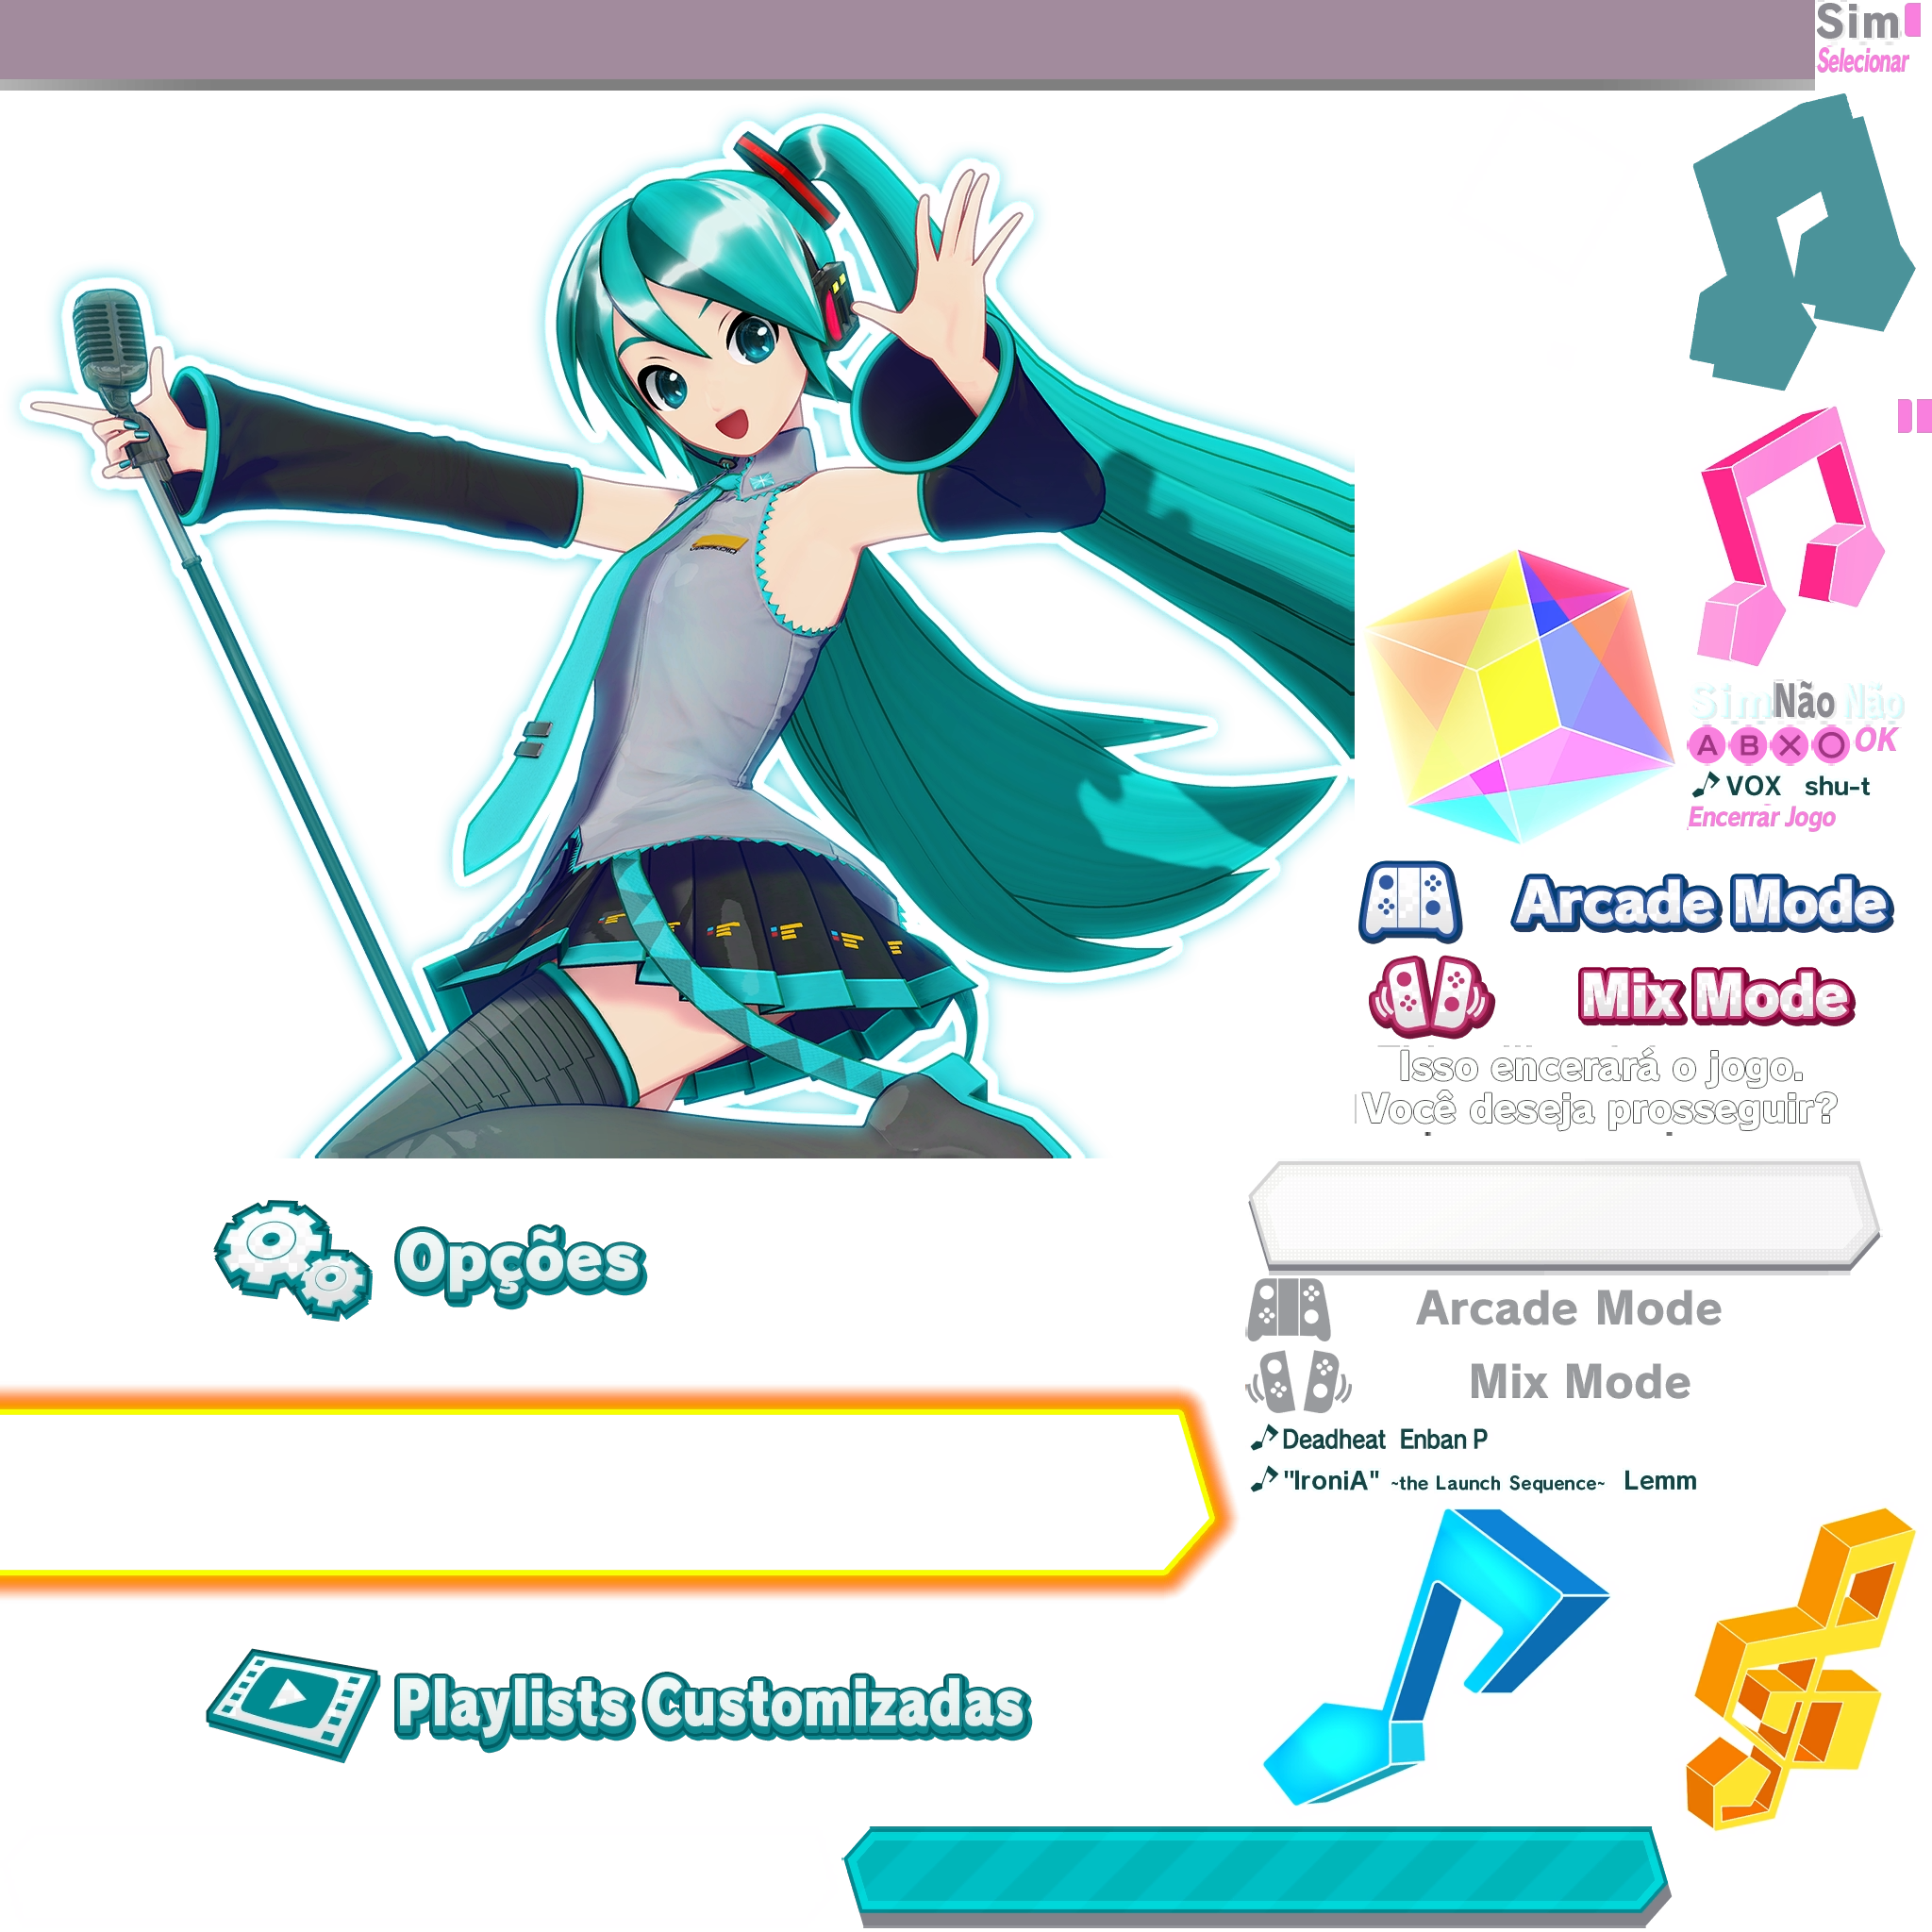 Sim
Selecionar
Sim Não Não
A B X O OK
VOX shu-t
Encerrar Jogo
Arcade Mode
Mix Mode
Isso encerará o jogo.
Você deseja prosseguir?
Opções
Arcade Mode
Mix Mode
Deadheat Enban P
"IroniA" ~the Launch Sequence~ Lemm
Playlists Customizadas